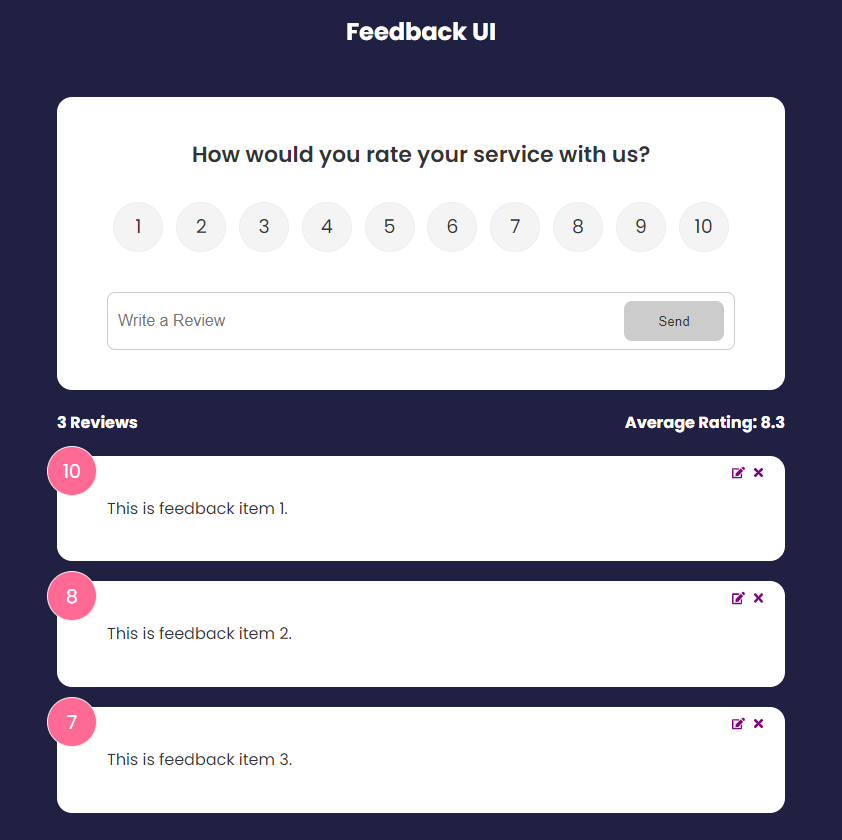 Feedback UI
How would you rate your service with us?
1 2 3 4 5 6 7 8 9 10
Write a Review Send
3 Reviews Average Rating: 8.3
10
This is feedback item 1.
8
This is feedback item 2.
7
This is feedback item 3.